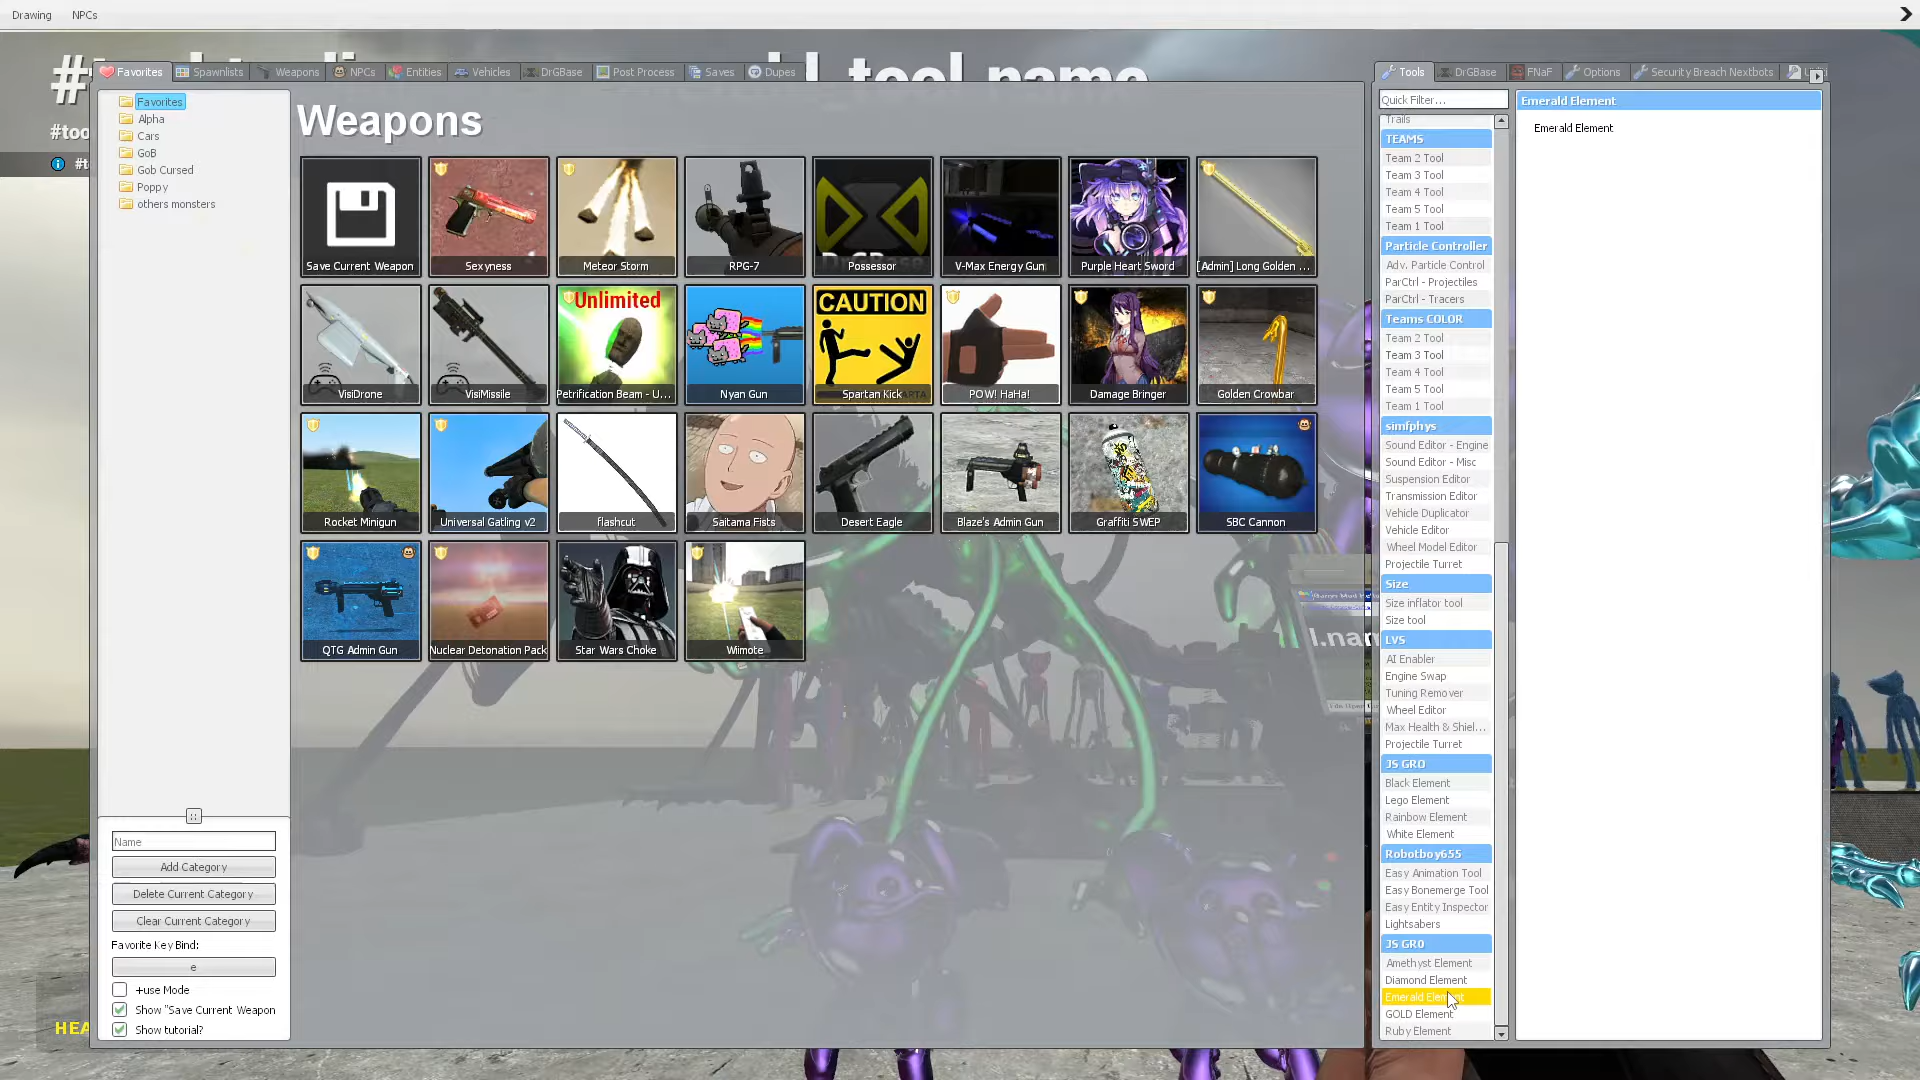 Drawing NPCs
Favorites Spawnlists Weapons NPCs Entities Vehicles DrGBase Post Process Saves Dupes
Tools DrGBase FNaF Options Security Breach Nextbots
Favorites
Alpha
Cars
GoB
Gob Cursed
Poppy
others monsters
Name
Add Category
Delete Current Category
Clear Current Category
Favorite Key Bind:
e
+use Mode
Show "Save Current Weapon
Show tutorial?
HEA
Weapons
Save Current Weapon
Sexyness
Meteor Storm
RPG-7
Possessor
V-Max Energy Gun
Purple Heart Sword
[Admin] Long Golden ...
VisiDrone
VisiMissile
Unlimited
Petrification Beam - U...
Nyan Gun
CAUTION
Spartan Kick
POW! HaHa!
Damage Bringer
Golden Crowbar
Rocket Minigun
Universal Gatling v2
flashcut
Saitama Fists
Desert Eagle
Blaze's Admin Gun
Graffiti SWEP
SBC Cannon
QTG Admin Gun
Nuclear Detonation Pack
Star Wars Choke
Wimote
Quick Filter...
Trails
TEAMS
Team 2 Tool
Team 3 Tool
Team 4 Tool
Team 5 Tool
Team 1 Tool
Particle Controller
Adv. Particle Control
ParCtrl - Projectiles
ParCtrl - Tracers
Teams COLOR
Team 2 Tool
Team 3 Tool
Team 4 Tool
Team 5 Tool
Team 1 Tool
simfphys
Sound Editor - Engine
Sound Editor - Misc
Suspension Editor
Transmission Editor
Vehicle Duplicator
Vehicle Editor
Wheel Model Editor
Projectile Turret
Size
Size inflator tool
Size tool
LVS
AI Enabler
Engine Swap
Tuning Remover
Wheel Editor
Max Health & Shiel...
Projectile Turret
JS GRO
Black Element
Lego Element
Rainbow Element
White Element
Robotboy655
Easy Animation Tool
Easy Bonemerge Tool
Easy Entity Inspector
Lightsabers
JS GRO
Amethyst Element
Diamond Element
Emerald Element
GOLD Element
Ruby Element
Emerald Element
Emerald Element